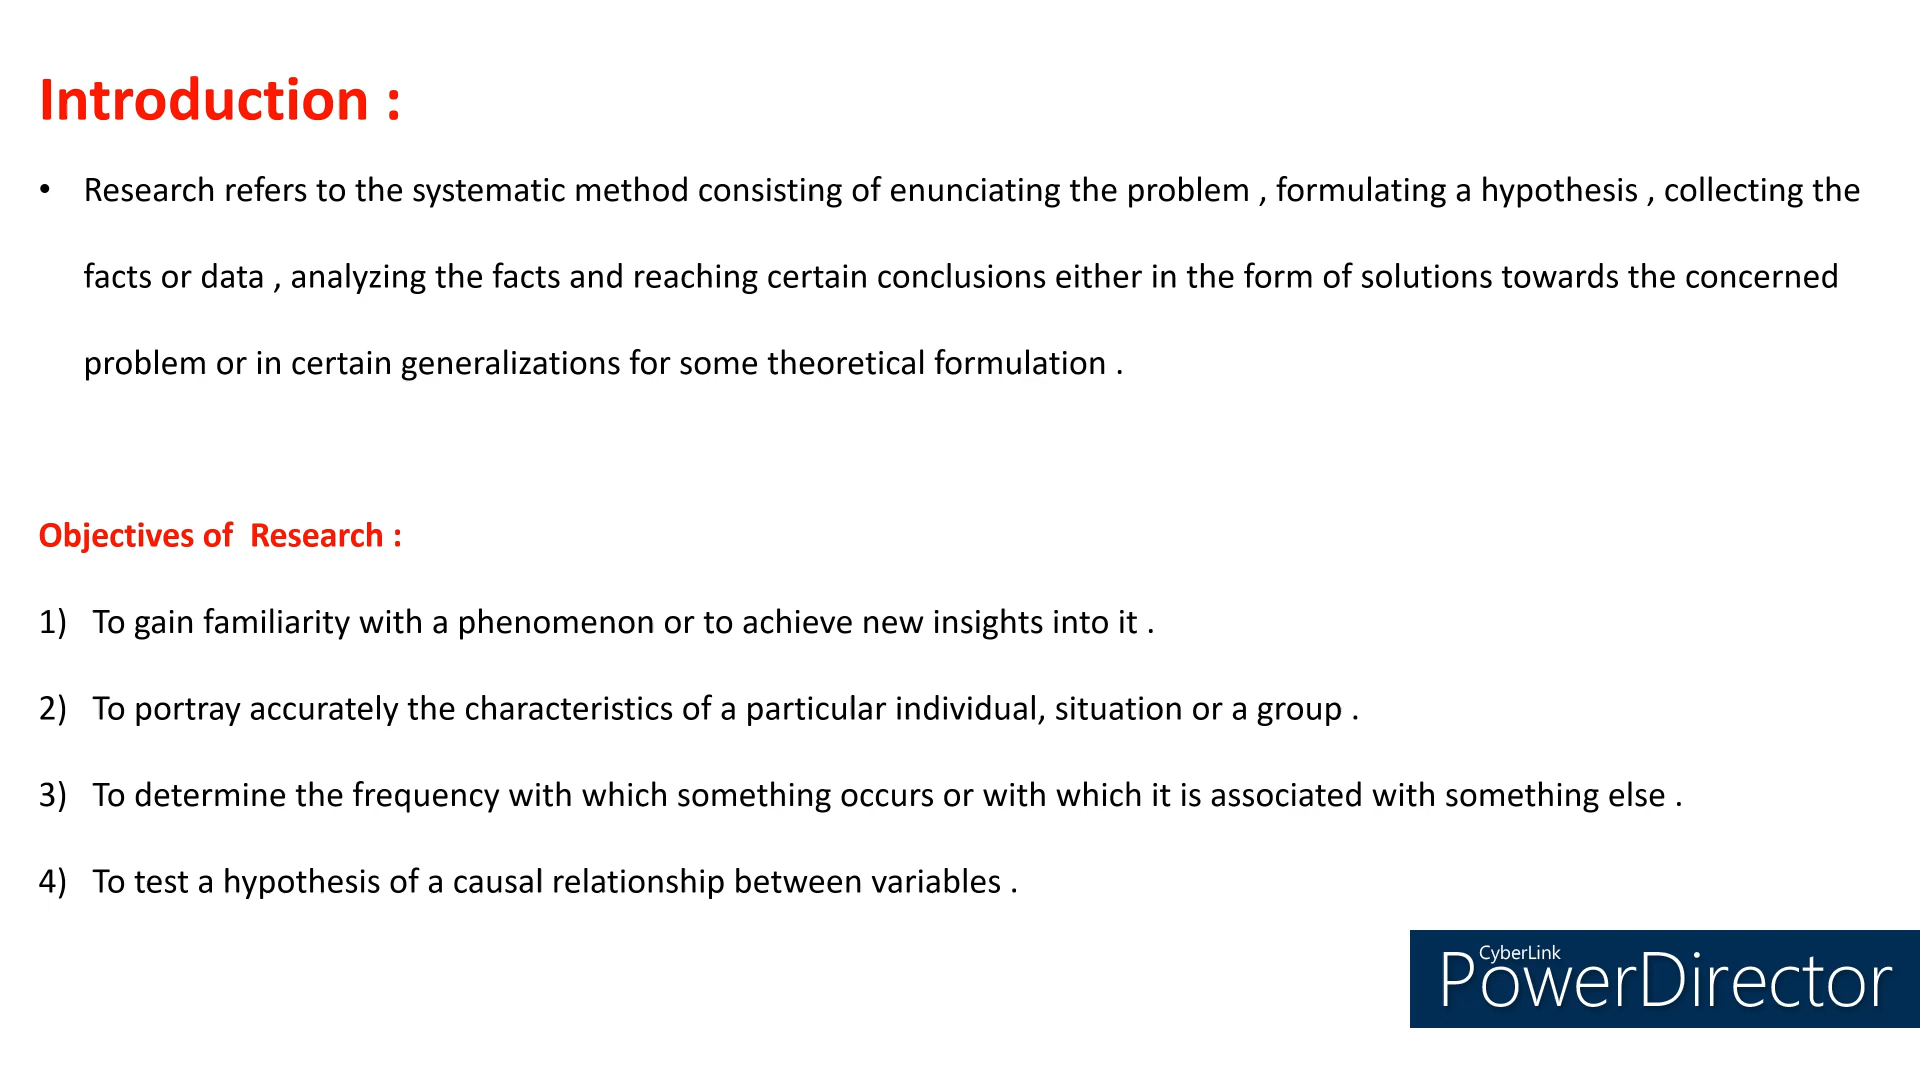 Introduction :
• Research refers to the systematic method consisting of enunciating the problem , formulating a hypothesis , collecting the
facts or data , analyzing the facts and reaching certain conclusions either in the form of solutions towards the concerned
problem or in certain generalizations for some theoretical formulation .
Objectives of  Research :
1) To gain familiarity with a phenomenon or to achieve new insights into it .
2) To portray accurately the characteristics of a particular individual, situation or a group .
3) To determine the frequency with which something occurs or with which it is associated with something else .
4) To test a hypothesis of a causal relationship between variables .
CyberLink
PowerDirector